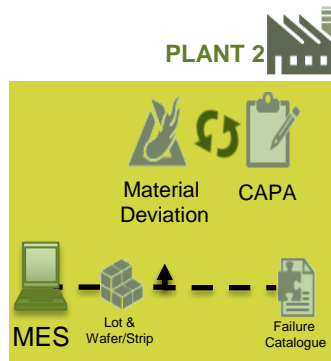 PLANT 2
Material CAPA
Deviation
MES
Lot &
Wafer/Strip
Failure
Catalogue